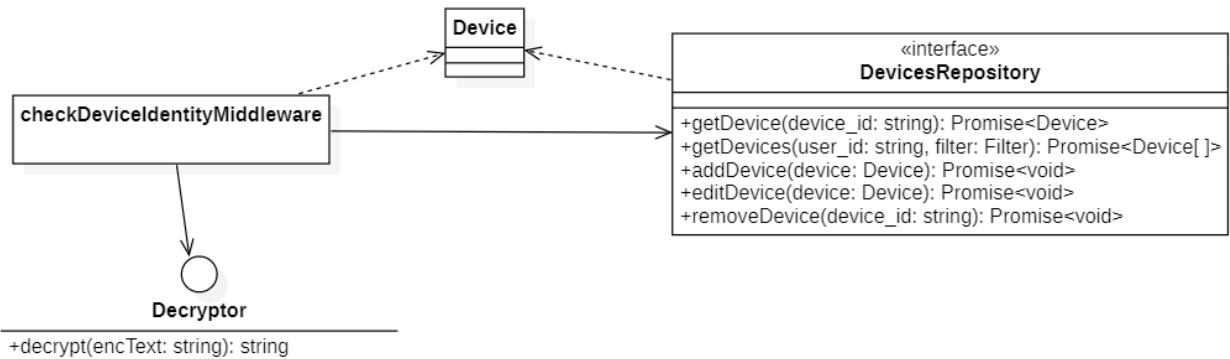 Device
«interface»
DevicesRepository
checkDeviceIdentityMiddleware
+getDevice(device_id: string): Promise<Device>
+getDevices(user_id: string, filter: Filter): Promise<Device[ ]>
+addDevice(device: Device): Promise<void>
+editDevice(device: Device): Promise<void>
+removeDevice(device_id: string): Promise<void>
Decryptor
+decrypt(encText: string): string